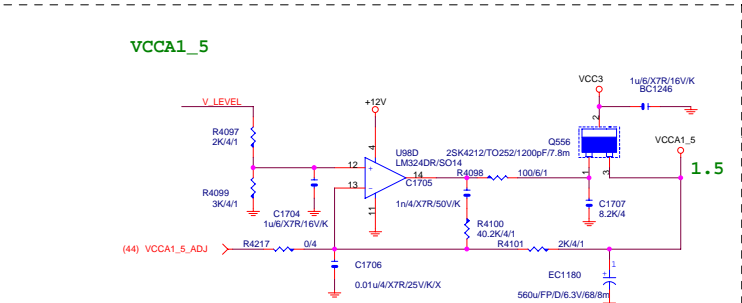 VCCA1_5
VCC3
1u/6/X7R/16V/K
BC1246
V_LEVEL
+12V
2
R4097
2K/4/1
4
U98D
LM324DR/SO14
Q556
2SK4212/TO252/1200pF/7.8m
VCCA1_5
1.5
12
+
13
-
14
C1705
R4098
100/6/1
1
3
R4099
3K/4/1
11
1n/4/X7R/50V/K
C1704
1u/6/X7R/16V/K
C1707
8.2K/4
R4100
40.2K/4/1
(44) VCCA1_5_ADJ
R4217
0/4
R4101
2K/4/1
C1706
0.01u/4/X7R/25V/K/X
EC1180
+
1
560u/FP/D/6.3V/68/8m